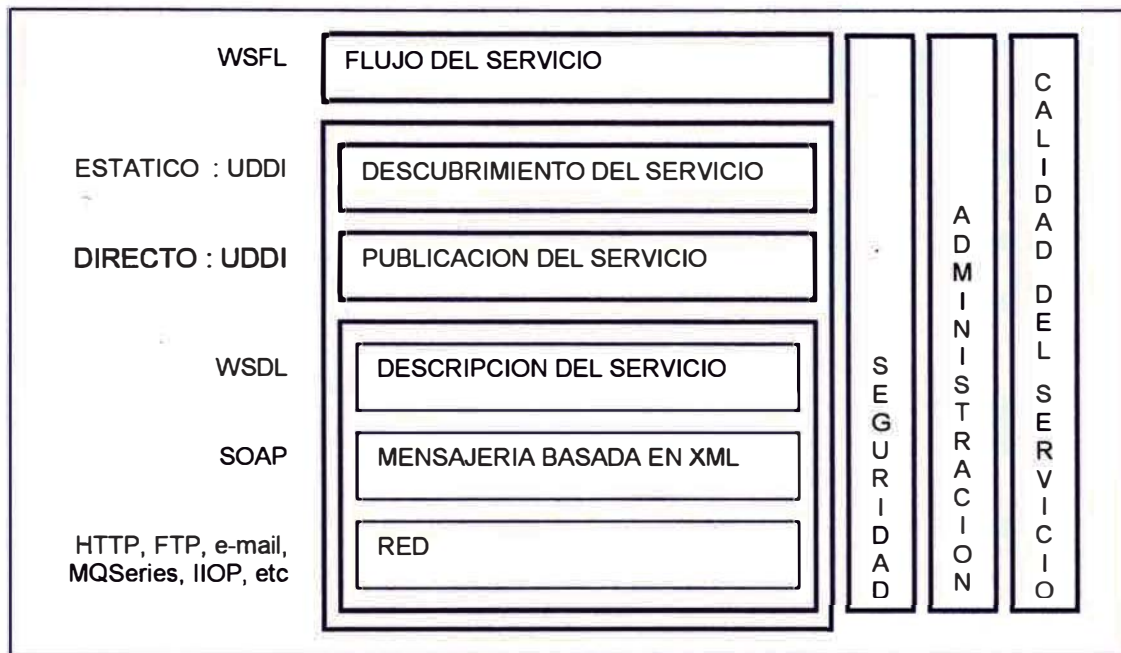 WSFL
FLUJO DEL SERVICIO
ESTATICO : UDDI
DESCUBRIMIENTO DEL SERVICIO
DIRECTO : UDDI
PUBLICACION DEL SERVICIO
WSDL
DESCRIPCION DEL SERVICIO
SOAP
MENSAJERIA BASADA EN XML
HTTP, FTP, e-mail,
MQSeries, IIOP, etc
RED
SEGURIDAD
ADMINISTRACION
CALIDAD DEL SERVICIO